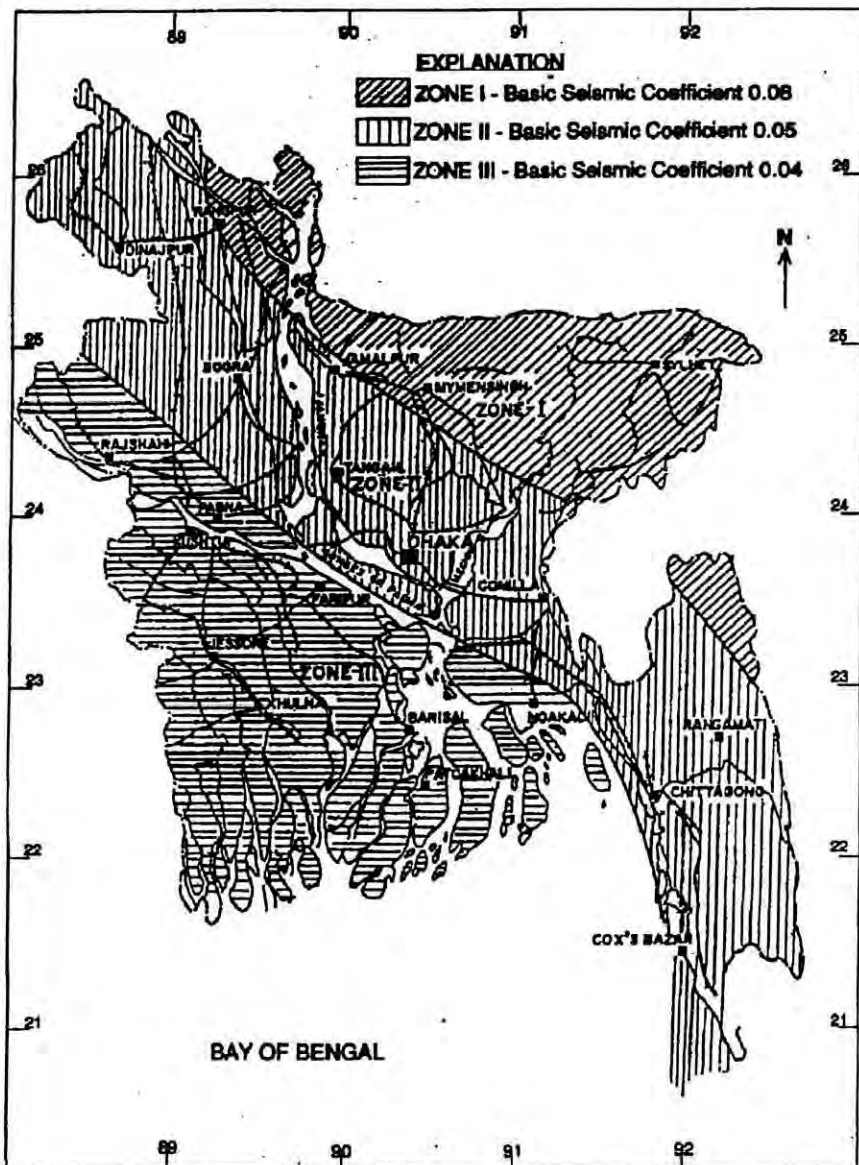 89 90 91 92
EXPLANATION
ZONE I - Basic Seismic Coefficient 0.08
ZONE II - Basic Seismic Coefficient 0.05
ZONE III - Basic Seismic Coefficient 0.04
26 26
N
RANGPUR
DINAJPUR
25 25
JAMALPUR
SYLHET
BOGRA
MYMENSINGH
ZONE-I
RAJSHAHI
TANGAIL
ZONE-II
24 24
PABNA
DHAKA
COMILLA
FARIDPUR
JESSORE
23 ZONE-III 23
KHULNA
BARISAL
NOAKALI
RANGAMATI
PATUAKHALI
CHITTAGONG
22 22
COX'S BAZAR
21 21
BAY OF BENGAL
89 90 91 92